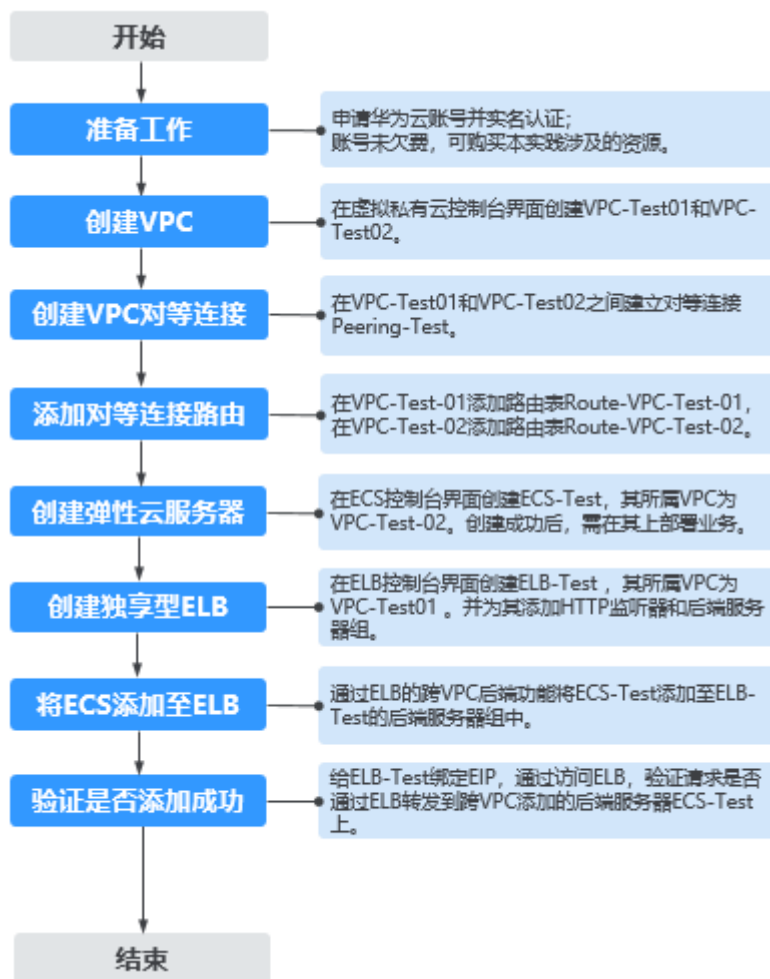 开始
准备工作
申请华为云账号并实名认证；
账号未欠费，可购买本实践涉及的资源。
创建VPC
在虚拟私有云控制台界面创建VPC-Test01和VPC-
Test02。
创建VPC对等连接
在VPC-Test01和VPC-Test02之间建立对等连接
Peering-Test。
添加对等连接路由
在VPC-Test-01添加路由表Route-VPC-Test-01，
在VPC-Test-02添加路由表Route-VPC-Test-02。
创建弹性云服务器
在ECS控制台界面创建ECS-Test，其所属VPC为
VPC-Test-02。创建成功后，需在其上部署业务。
创建独享型ELB
在ELB控制台界面创建ELB-Test ，其所属VPC为
VPC-Test01 。并为其添加HTTP监听器和后端服务
器组。
将ECS添加至ELB
通过ELB的跨VPC后端功能将ECS-Test添加至ELB-
Test的后端服务器组中。
验证是否添加成功
给ELB-Test绑定EIP，通过访问ELB，验证请求是否
通过ELB转发到跨VPC添加的后端服务器ECS-Test
上。
结束